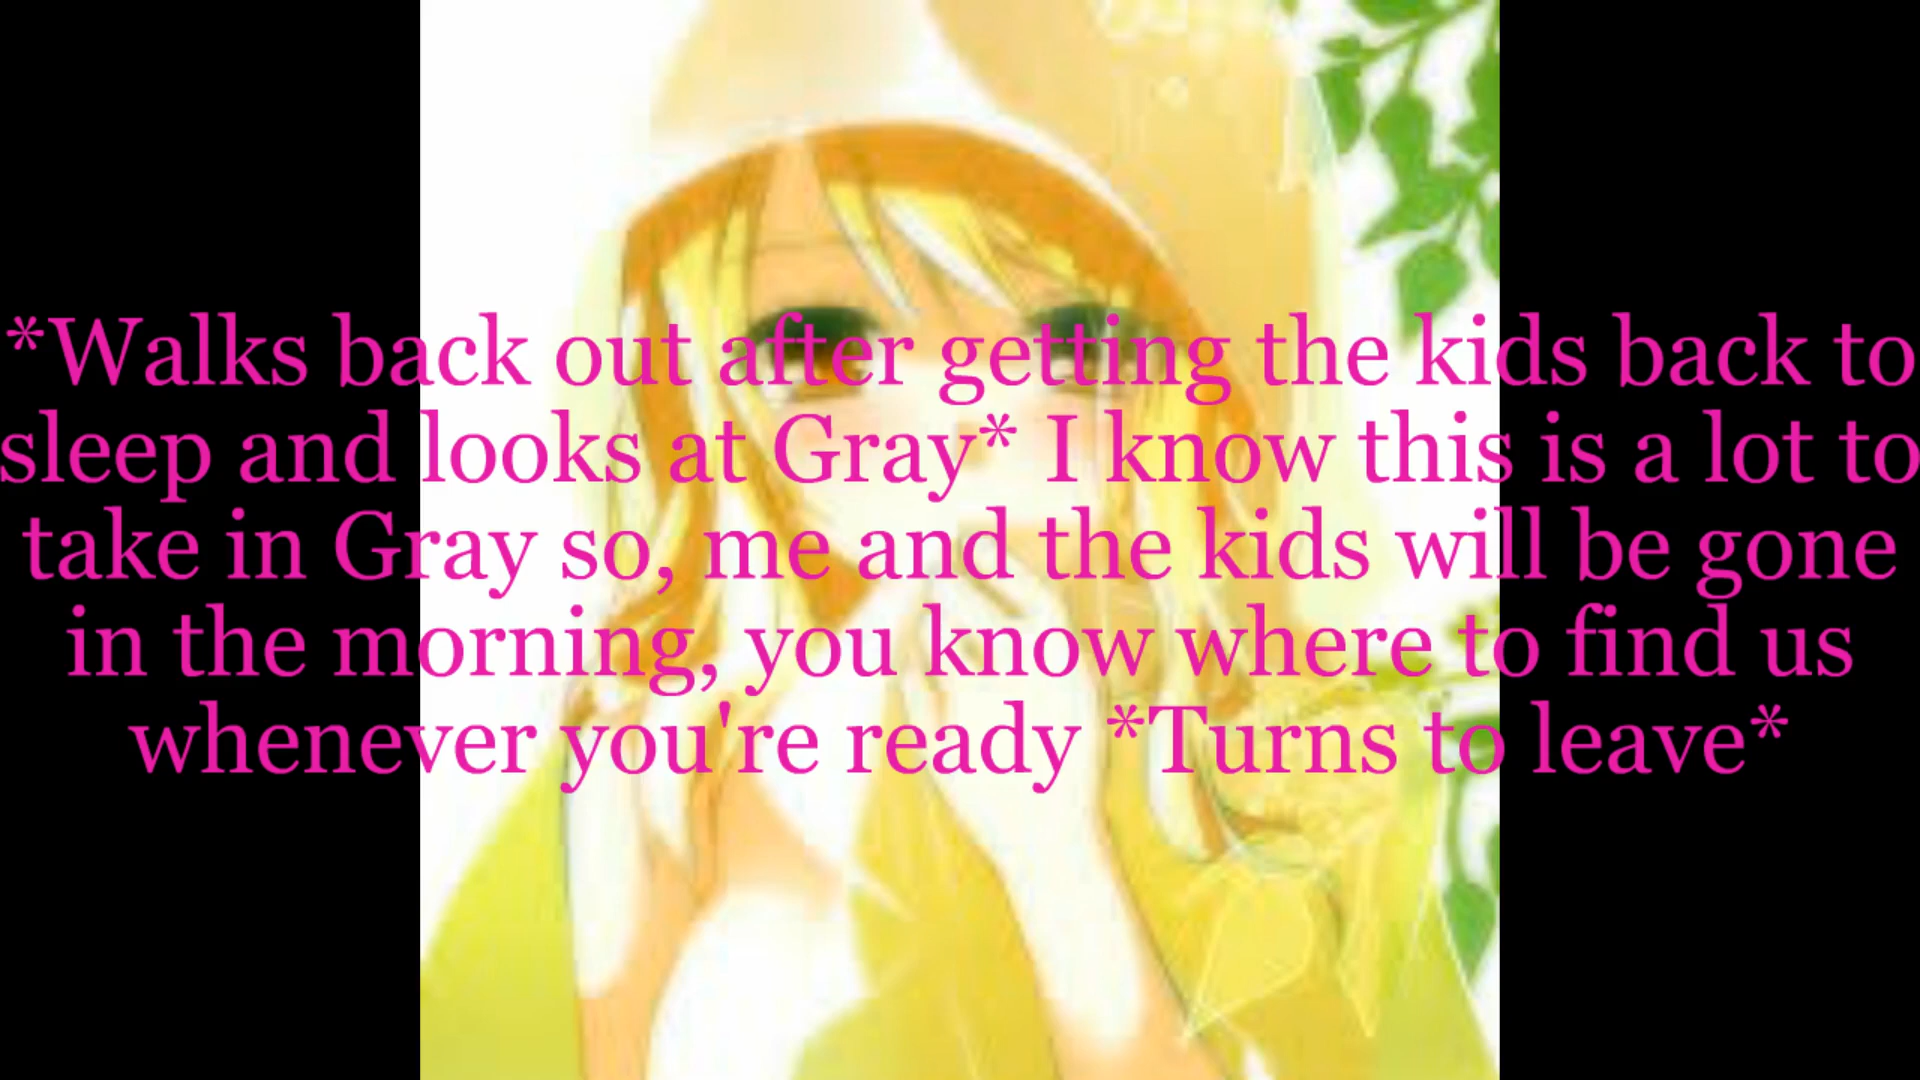 *Walks back out after getting the kids back to
sleep and looks at Gray* I know this is a lot to
take in Gray so, me and the kids will be gone
in the morning, you know where to find us
whenever you're ready *Turns to leave*